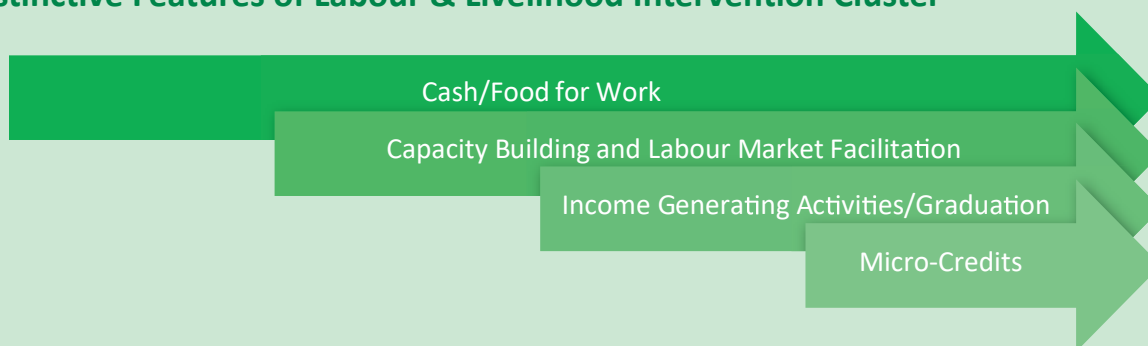 stinctive Features of Labour & Livelihood Intervention Cluster
Cash/Food for Work
Capacity Building and Labour Market Facilitation
Income Generating Activities/Graduation
Micro-Credits